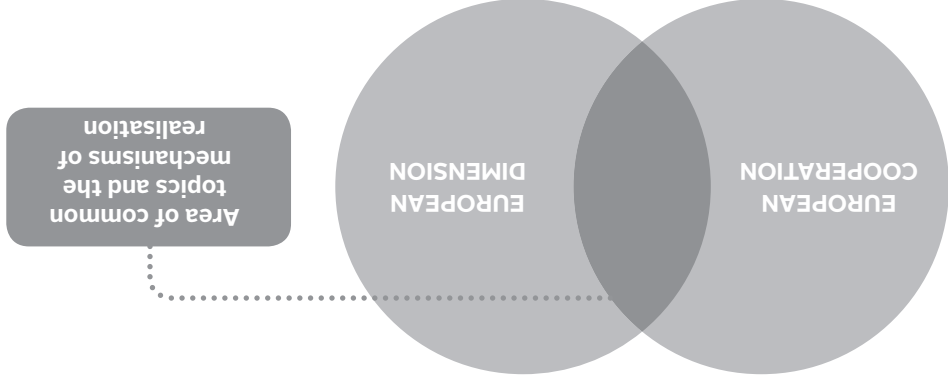 EUROPEAN
COOPERATION
EUROPEAN
DIMENSION
Area of common
topics and the
mechanisms of
realisation